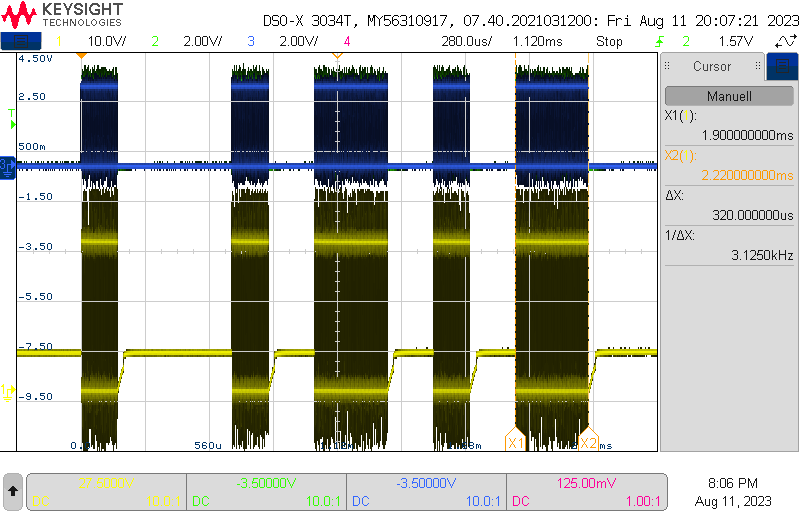 KEYSIGHT
TECHNOLOGIES
DSO-X 3034T, MY56310917, 07.40.2021031200: Fri Aug 11 20:07:21 2023
1 10.0V/ 2 2.00V/ 3 2.00V/ 4 280.0us/ 1.120ms Stop 2 1.57V
4.50V
2.50
500m
-1.50
-3.50
-5.50
-7.50
-9.50
560u
X1 X2
Cursor
Manuell
X1(1):
1.900000000ms
X2(1):
2.220000000ms
ΔX:
320.000000us
1/ΔX:
3.1250kHz
-3.50000V -3.50000V 125.00mV
DC 10.0:1 DC 10.0:1 DC 1.00:1
8:06 PM
Aug 11, 2023